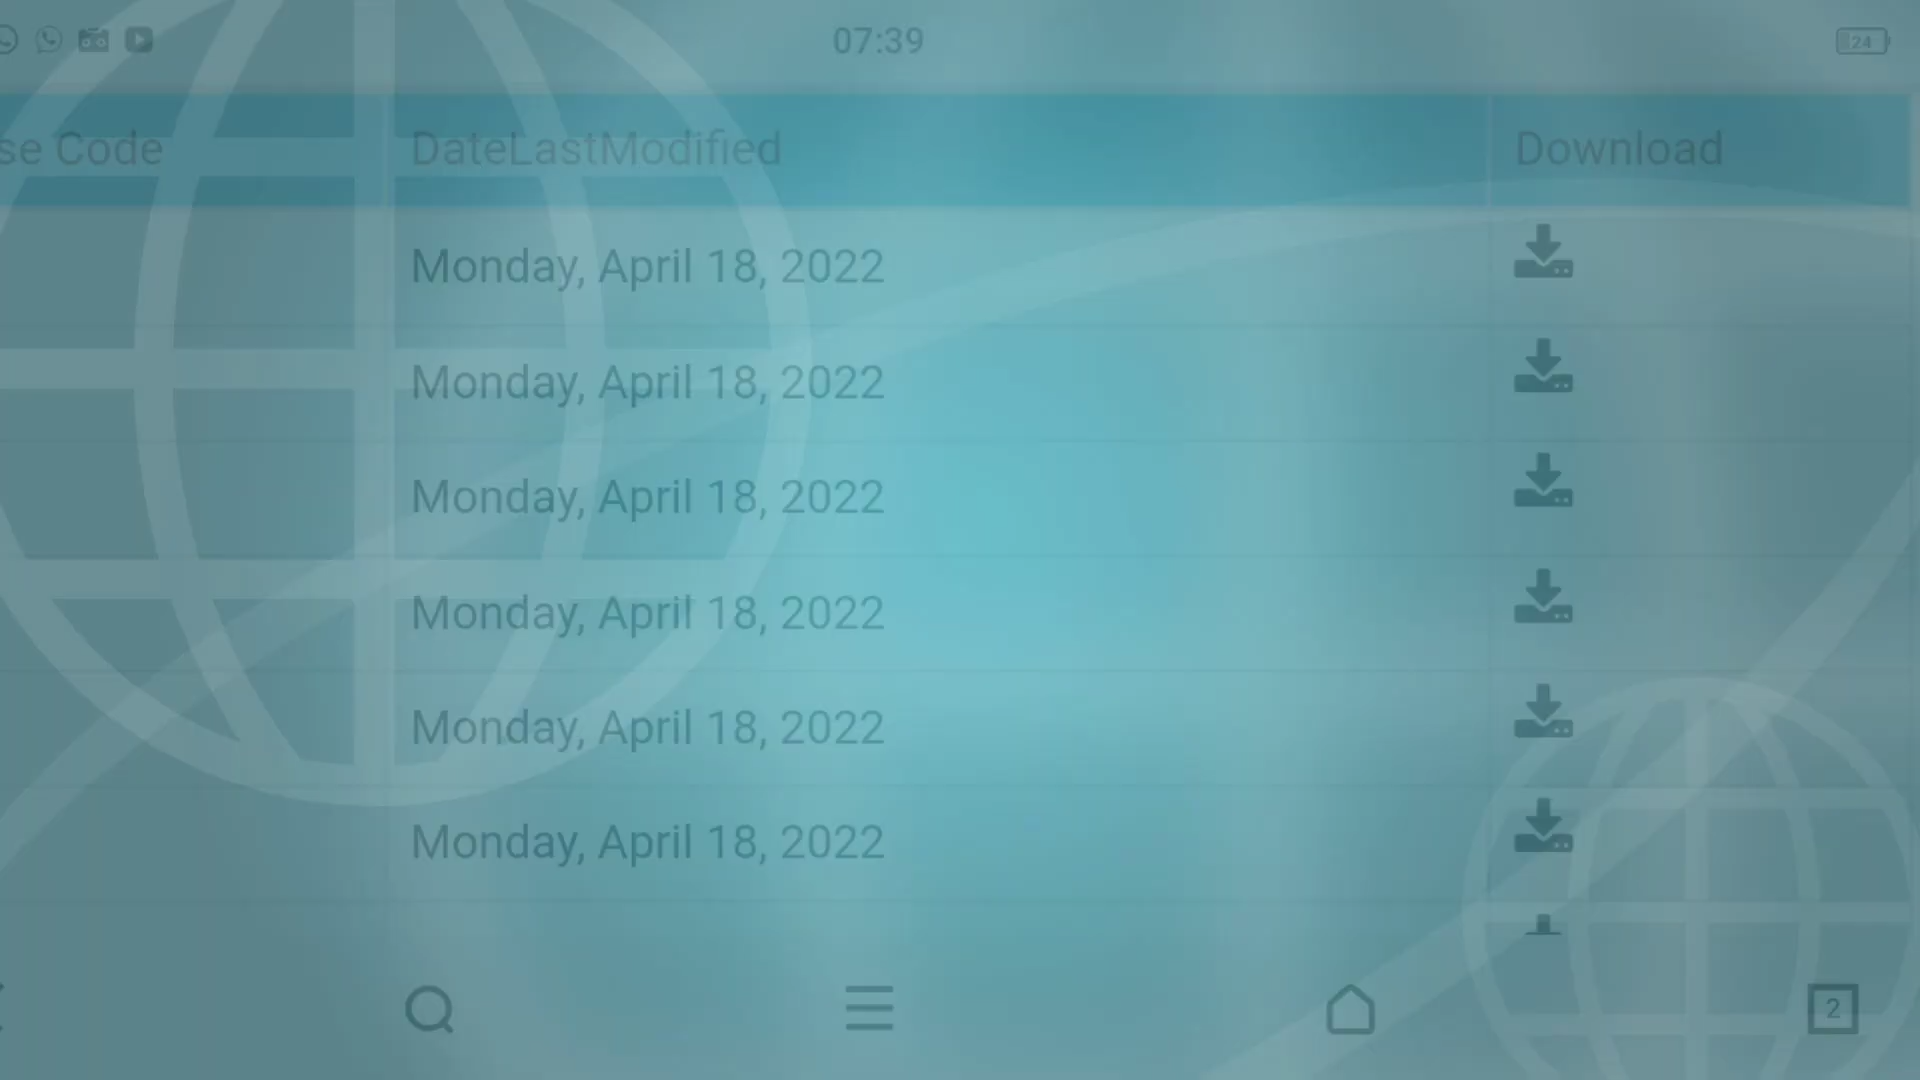 07:39
24
se Code DateLastModified Download
Monday, April 18, 2022
Monday, April 18, 2022
Monday, April 18, 2022
Monday, April 18, 2022
Monday, April 18, 2022
Monday, April 18, 2022
2